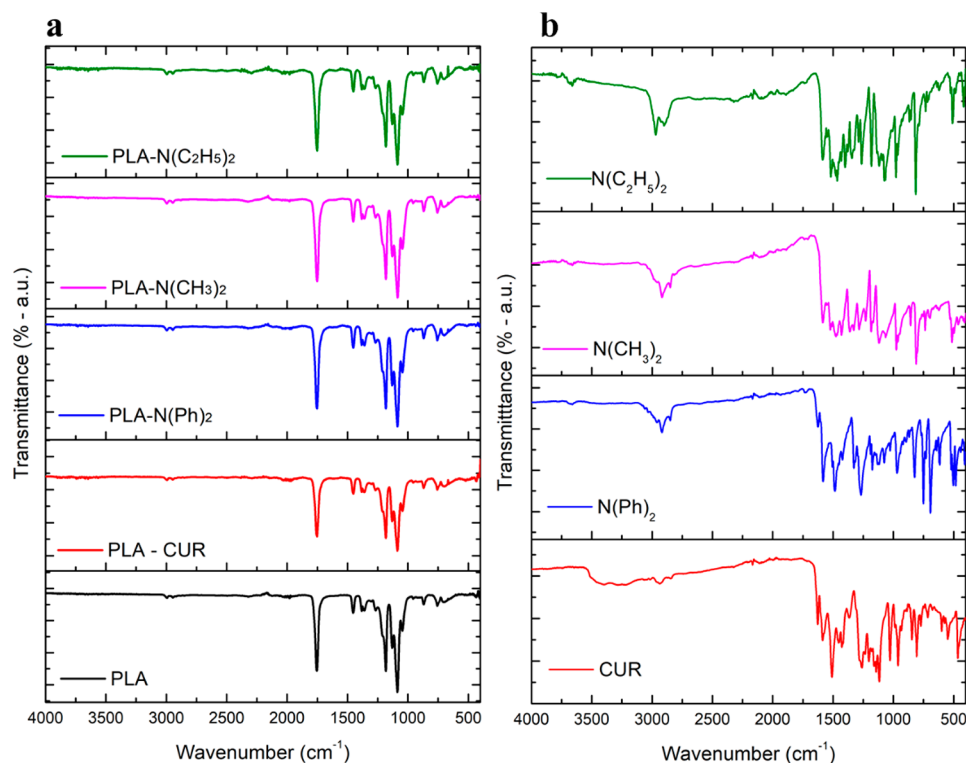 a
PLA-N(C₂H₅)₂
PLA-N(CH₃)₂
PLA-N(Ph)₂
PLA - CUR
PLA
Transmittance (% - a.u.)
4000 3500 3000 2500 2000 1500 1000 500
Wavenumber (cm⁻¹)
b
N(C₂H₅)₂
N(CH₃)₂
N(Ph)₂
CUR
Transmittance (% - a.u.)
4000 3500 3000 2500 2000 1500 1000 500
Wavenumber (cm⁻¹)